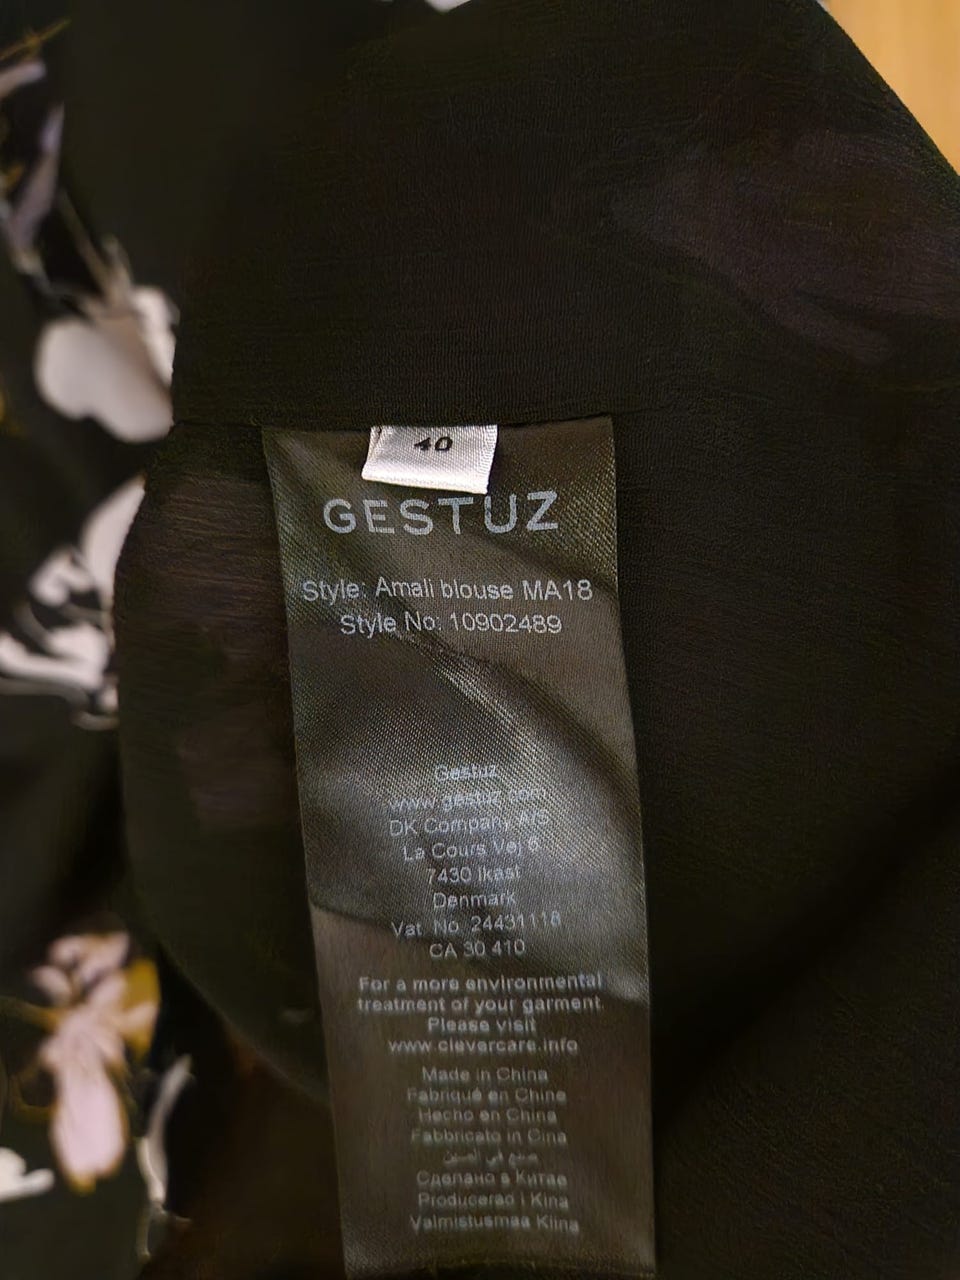 40
GESTUZ
Style: Amali blouse MA18
Style No: 10902489
Gestuz
www.gestuz.com
DK Company A/S
La Cours Vej 6
7430 Ikast
Denmark
Vat. No. 24431118
CA 30 410
For a more environmental
treatment of your garment.
Please visit
www.clevercare.info
Made in China
Fabriqué en Chine
Hecho en China
Fabbricato in Cina
صنع في الصين
Сделано в Китае
Producerad i Kina
Valmistusmaa Kiina